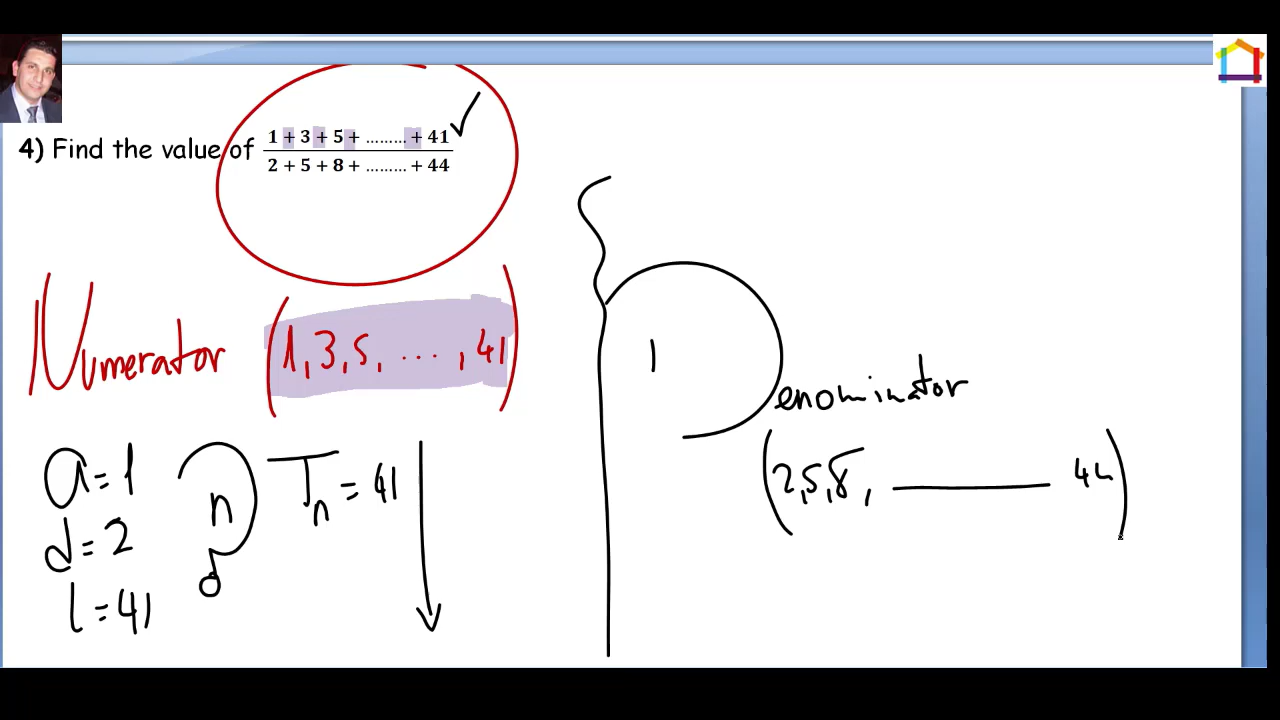 4) Find the value of
1 + 3 + 5 + ......... + 41
2 + 5 + 8 + ......... + 44
Numerator (1, 3, 5, ..., 41)
a = 1
d = 2
l = 41
n
Tn = 41
Denominator
(2, 5, 8, 44)